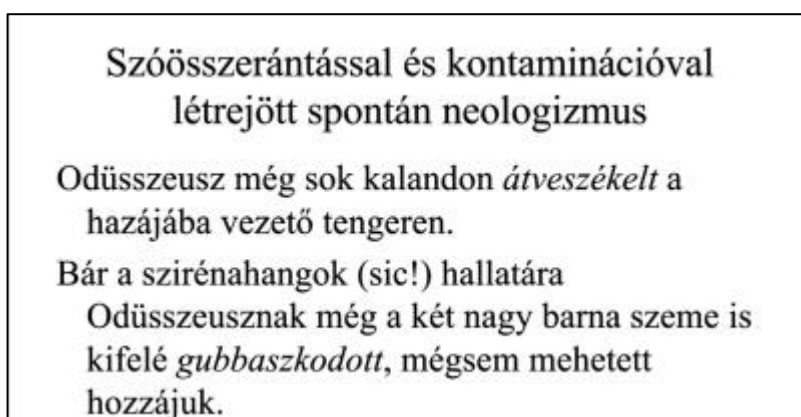 Szóösszerántással és kontaminációval
létrejött spontán neologizmus
Odüsszeusz még sok kalandon átveszékelt a
hazájába vezető tengeren.
Bár a szirénahangok (sic!) hallatára
Odüsszeusznak még a két nagy barna szeme is
kifelé gubbaszkodott, mégsem mehetett
hozzájuk.